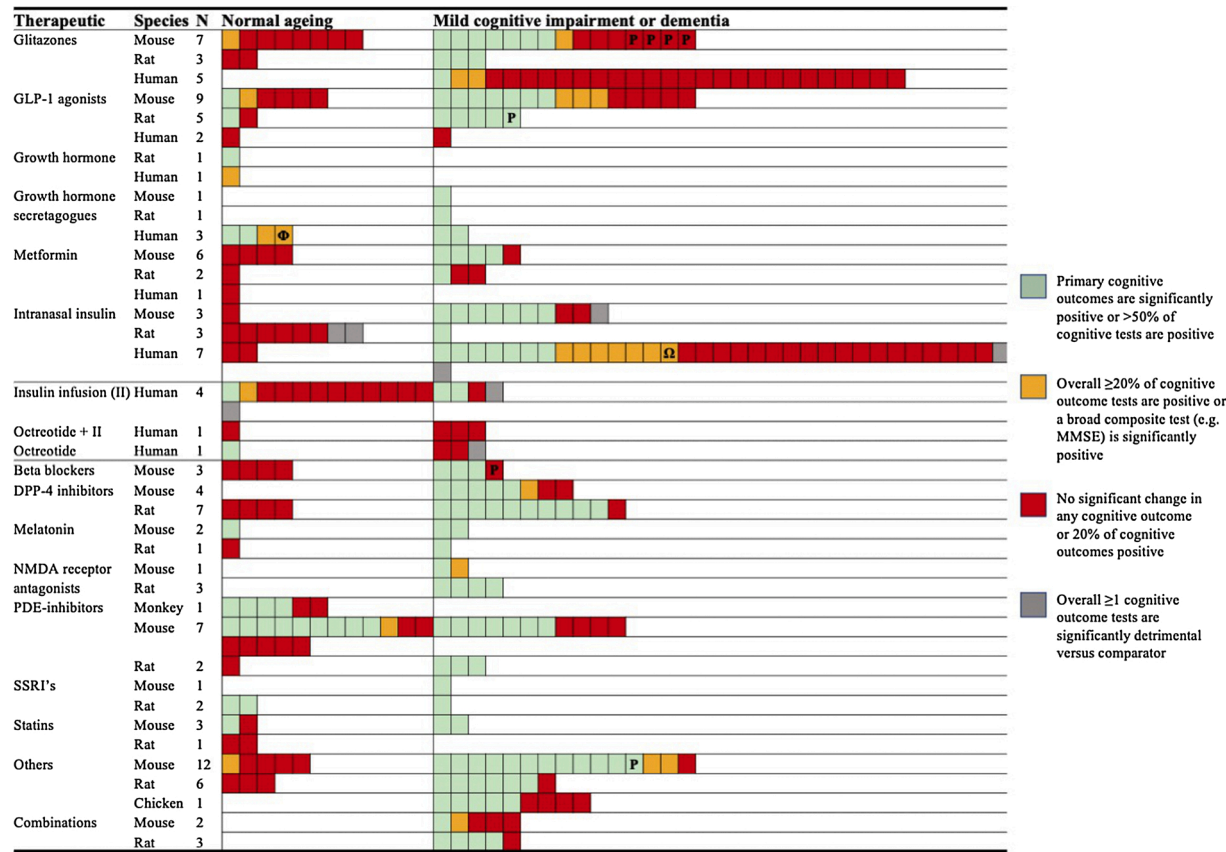 Therapeutic Species N Normal ageing Mild cognitive impairment or dementia
Glitazones Mouse 7 P P P P
Rat 3
Human 5
GLP-1 agonists Mouse 9
Rat 5 P
Human 2
Growth hormone Rat 1
Human 1
Growth hormone Mouse 1
secretagogues Rat 1
Human 3 Φ
Metformin Mouse 6
Rat 2
Human 1
Intranasal insulin Mouse 3
Rat 3
Human 7 Ω
Insulin infusion (II) Human 4
Octreotide + II Human 1
Octreotide Human 1
Beta blockers Mouse 3 P
DPP-4 inhibitors Mouse 4
Rat 7
Melatonin Mouse 2
Rat 1
NMDA receptor Mouse 1
antagonists Rat 3
PDE-inhibitors Monkey 1
Mouse 7
Rat 2
SSRI's Mouse 1
Rat 2
Statins Mouse 3
Rat 1
Others Mouse 12 P
Rat 6
Chicken 1
Combinations Mouse 2
Rat 3
Primary cognitive
outcomes are significantly
positive or >50% of
cognitive tests are positive
Overall ≥20% of cognitive
outcome tests are positive or
a broad composite test (e.g.
MMSE) is significantly
positive
No significant change in
any cognitive outcome
or 20% of cognitive
outcomes positive
Overall ≥1 cognitive
outcome tests are
significantly detrimental
versus comparator